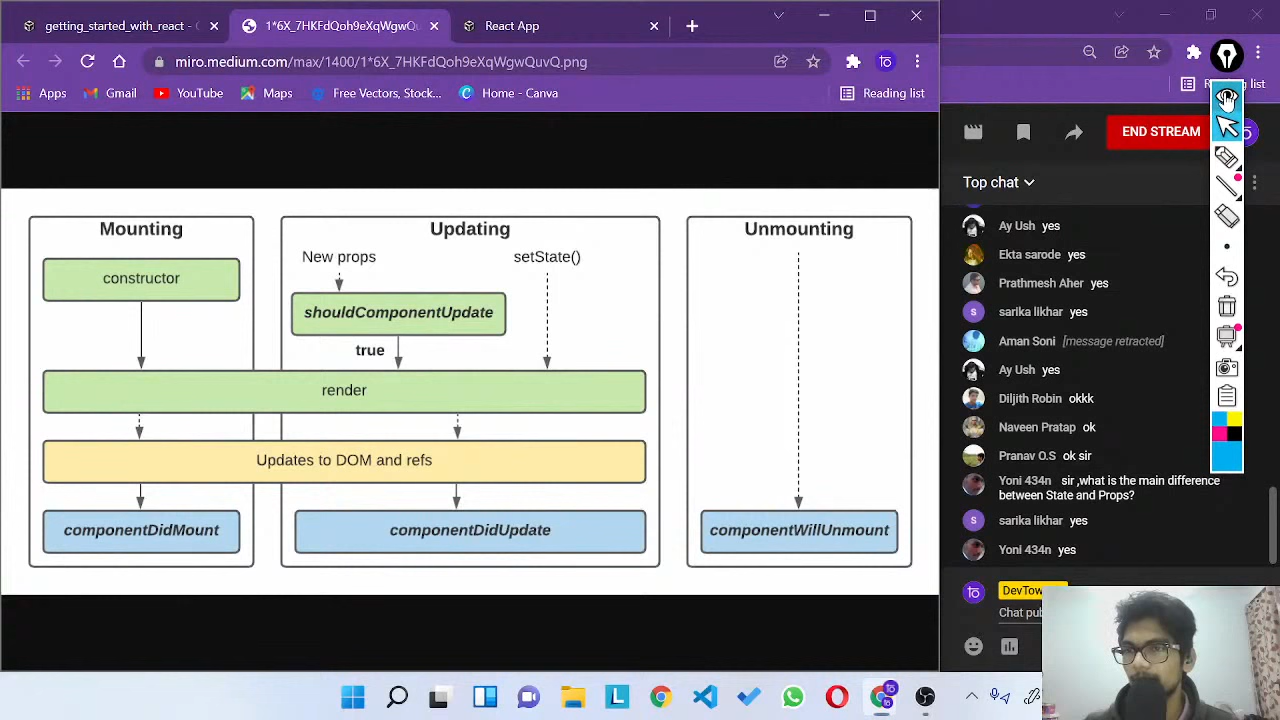 getting_started_with_react - C
1*6X_7HKFdQoh9eXqWgwQu
React App
miro.medium.com/max/1400/1*6X_7HKFdQoh9eXqWgwQuvQ.png
Apps
Gmail
YouTube
Maps
Free Vectors, Stock...
Home - Canva
Reading list
Mounting
constructor
Updating
New props
setState()
shouldComponentUpdate
true
render
Updates to DOM and refs
componentDidMount
componentDidUpdate
Unmounting
componentWillUnmount
END STREAM
Top chat
Ay Ush yes
Ekta sarode yes
Prathmesh Aher yes
S sarika likhar yes
Aman Soni [message retracted]
Ay Ush yes
Diljith Robin okkk
Naveen Pratap ok
Pranav O.S ok sir
Yoni 434n sir ,what is the main difference
between State and Props?
S sarika likhar yes
Yoni 434n yes
DevTow
Chat pub